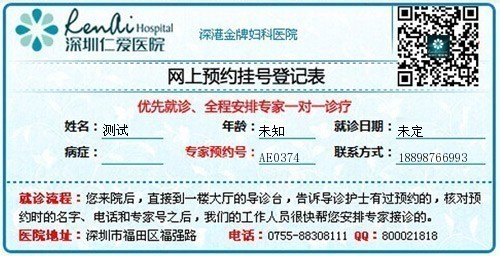 RenAi Hospital
深圳仁爱医院
深港金牌妇科医院
网上预约挂号登记表
优先就诊、全程安排专家一对一诊疗
姓名：测试 年龄：未知 就诊日期：未定
病症： 专家预约号：AE0374 联系方式：18898766993
就诊流程：您来院后，直接到一楼大厅的导诊台，告诉导诊护士有过预约的，核对预
约时的名字、电话和专家号之后，我们的工作人员很快帮您安排专家接诊的。
医院地址：深圳市福田区福强路 电话：0755-88308111 QQ：800021818